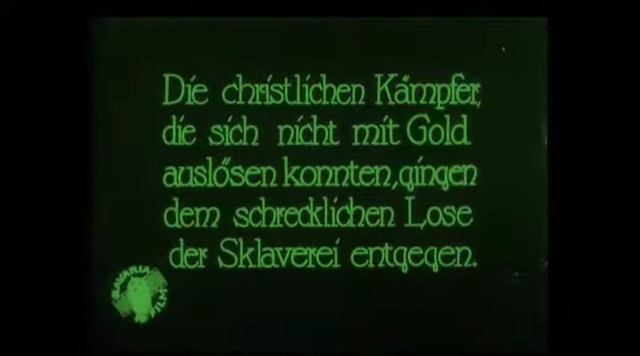 Die christlichen Kämpfer,
die sich nicht mit Gold
auslösen konnten, gingen
dem schrecklichen Lose
der Sklaverei entgegen.
BAVARIA
FILM